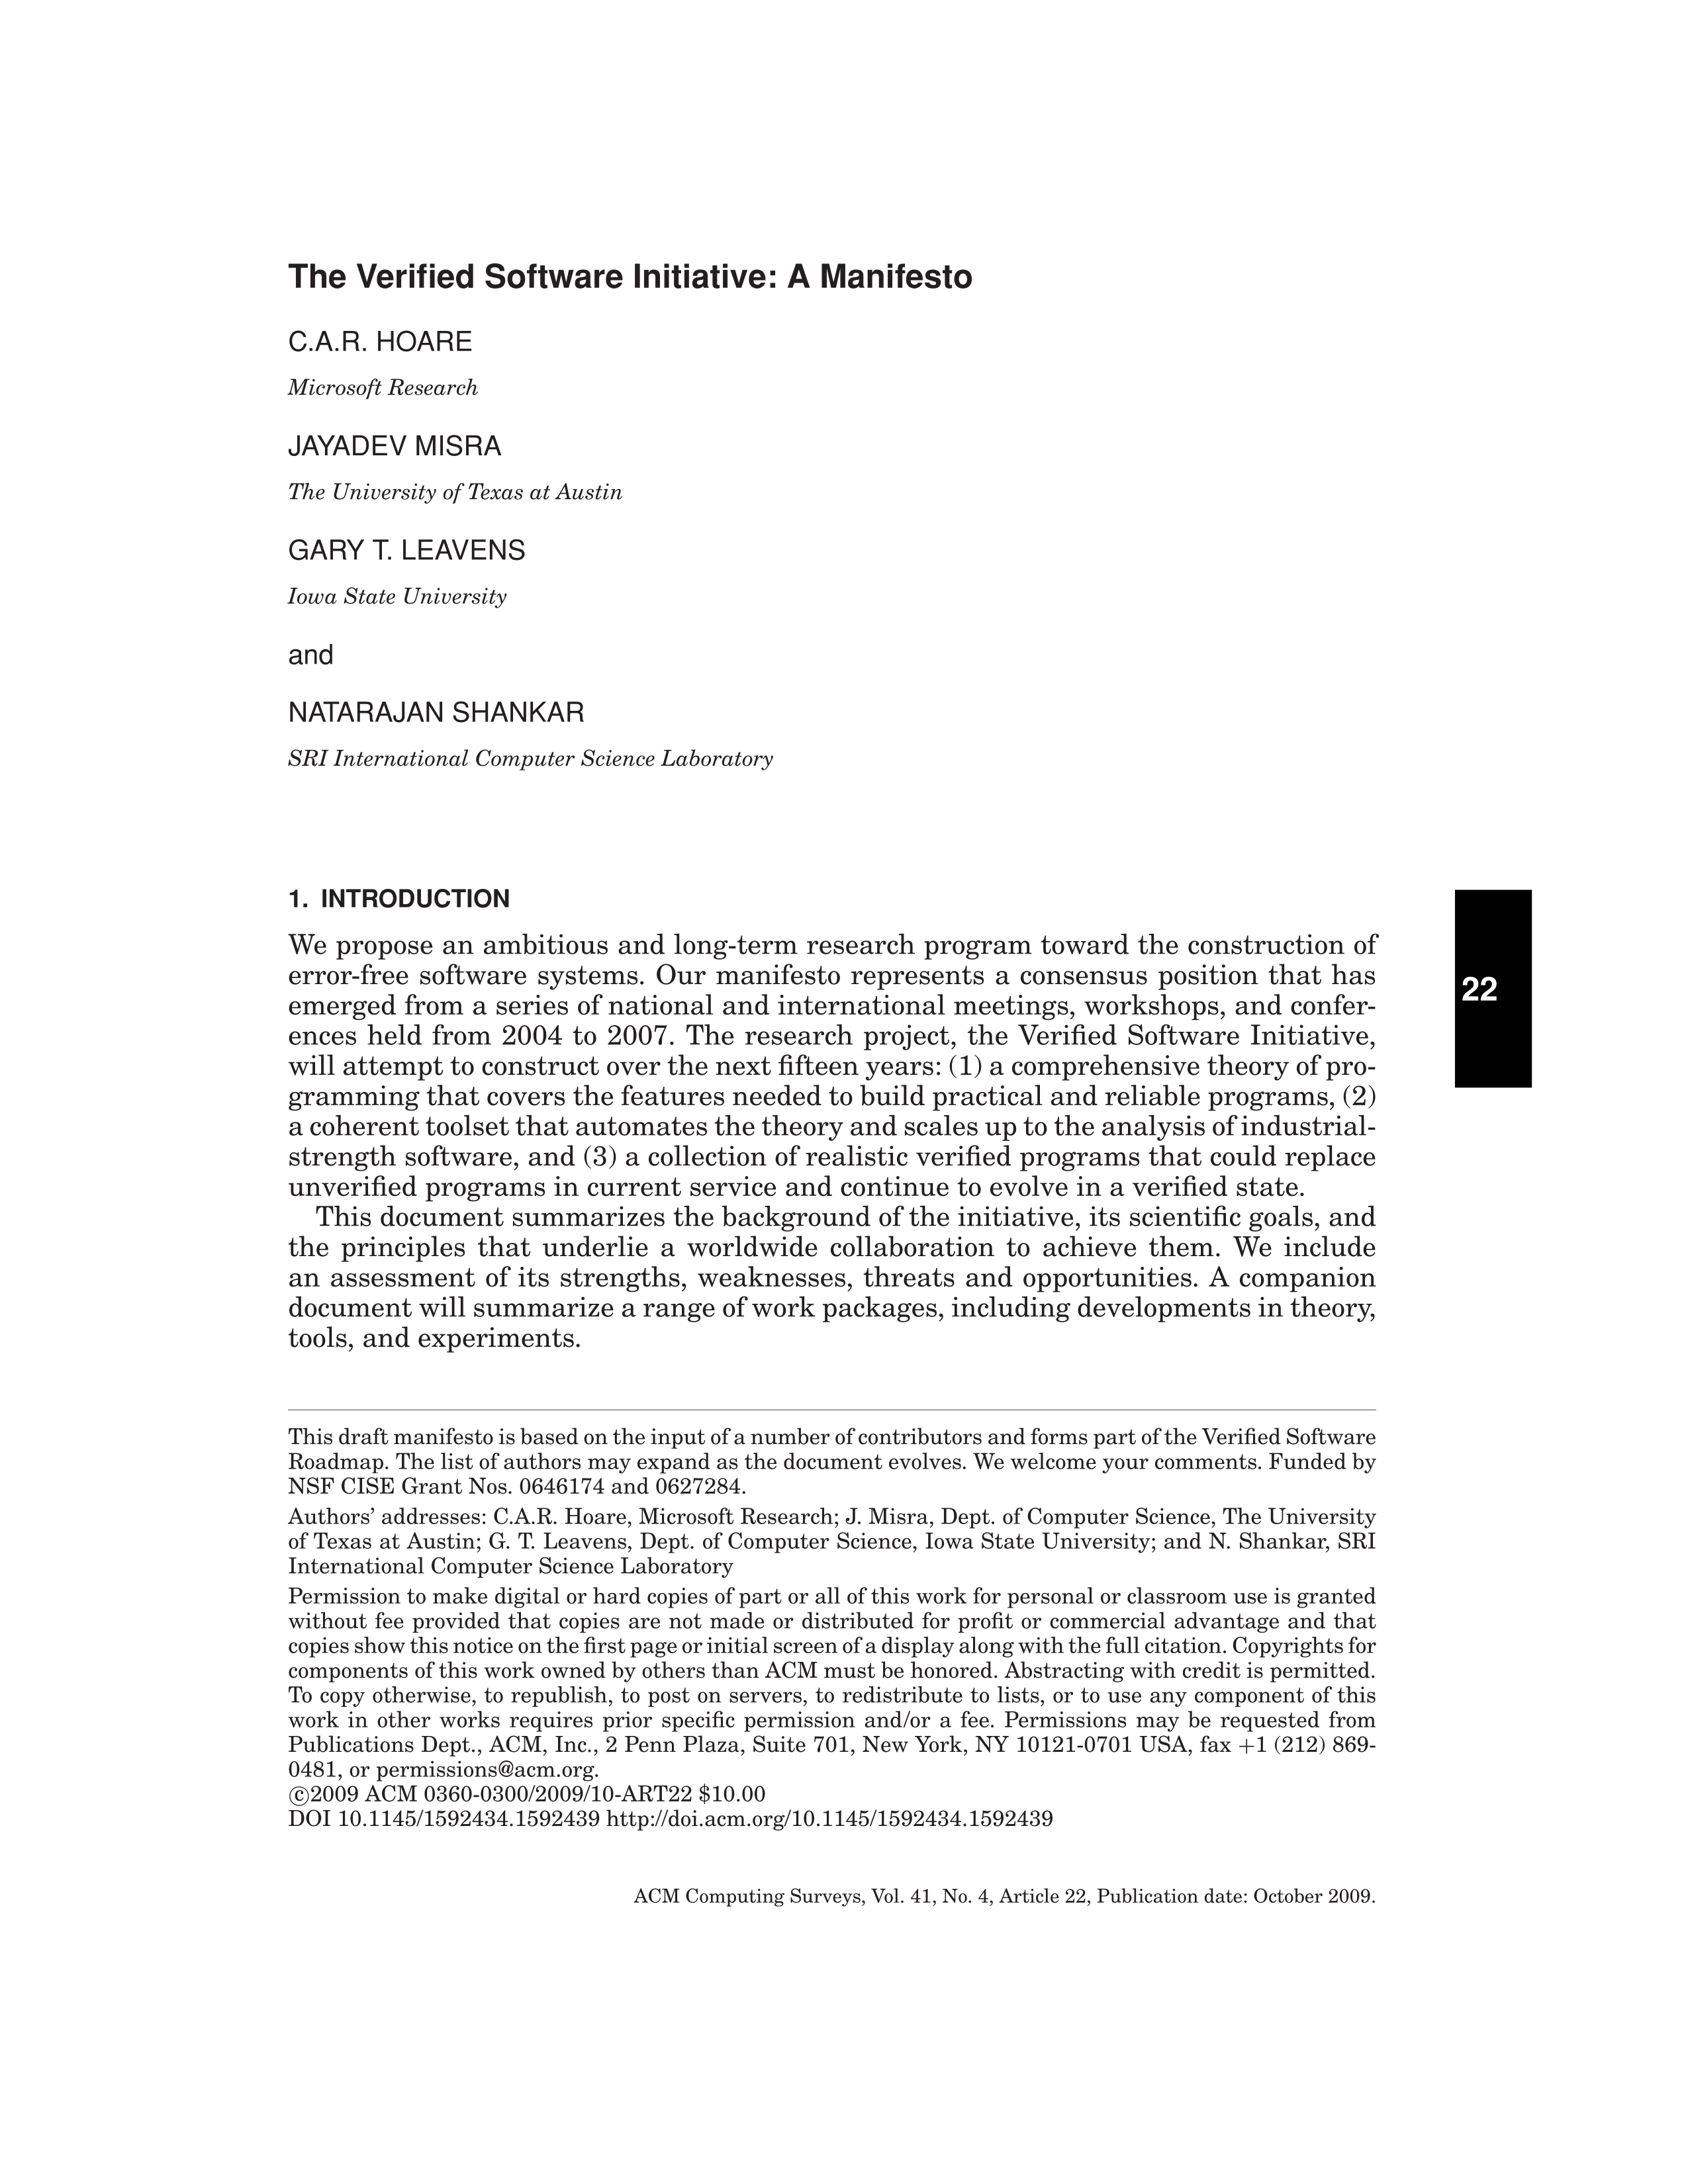 The Verified Software Initiative: A Manifesto
C.A.R. HOARE
Microsoft Research
JAYADEV MISRA
The University of Texas at Austin
GARY T. LEAVENS
Iowa State University
and
NATARAJAN SHANKAR
SRI International Computer Science Laboratory
1. INTRODUCTION
We propose an ambitious and long-term research program toward the construction of
error-free software systems. Our manifesto represents a consensus position that has
emerged from a series of national and international meetings, workshops, and confer-
ences held from 2004 to 2007. The research project, the Verified Software Initiative,
will attempt to construct over the next fifteen years: (1) a comprehensive theory of pro-
gramming that covers the features needed to build practical and reliable programs, (2)
a coherent toolset that automates the theory and scales up to the analysis of industrial-
strength software, and (3) a collection of realistic verified programs that could replace
unverified programs in current service and continue to evolve in a verified state.
This document summarizes the background of the initiative, its scientific goals, and
the principles that underlie a worldwide collaboration to achieve them. We include
an assessment of its strengths, weaknesses, threats and opportunities. A companion
document will summarize a range of work packages, including developments in theory,
tools, and experiments.
22
This draft manifesto is based on the input of a number of contributors and forms part of the Verified Software
Roadmap. The list of authors may expand as the document evolves. We welcome your comments. Funded by
NSF CISE Grant Nos. 0646174 and 0627284.
Authors' addresses: C.A.R. Hoare, Microsoft Research; J. Misra, Dept. of Computer Science, The University
of Texas at Austin; G. T. Leavens, Dept. of Computer Science, Iowa State University; and N. Shankar, SRI
International Computer Science Laboratory
Permission to make digital or hard copies of part or all of this work for personal or classroom use is granted
without fee provided that copies are not made or distributed for profit or commercial advantage and that
copies show this notice on the first page or initial screen of a display along with the full citation. Copyrights for
components of this work owned by others than ACM must be honored. Abstracting with credit is permitted.
To copy otherwise, to republish, to post on servers, to redistribute to lists, or to use any component of this
work in other works requires prior specific permission and/or a fee. Permissions may be requested from
Publications Dept., ACM, Inc., 2 Penn Plaza, Suite 701, New York, NY 10121-0701 USA, fax +1 (212) 869-
0481, or permissions@acm.org.
©2009 ACM 0360-0300/2009/10-ART22 $10.00
DOI 10.1145/1592434.1592439 http://doi.acm.org/10.1145/1592434.1592439
ACM Computing Surveys, Vol. 41, No. 4, Article 22, Publication date: October 2009.